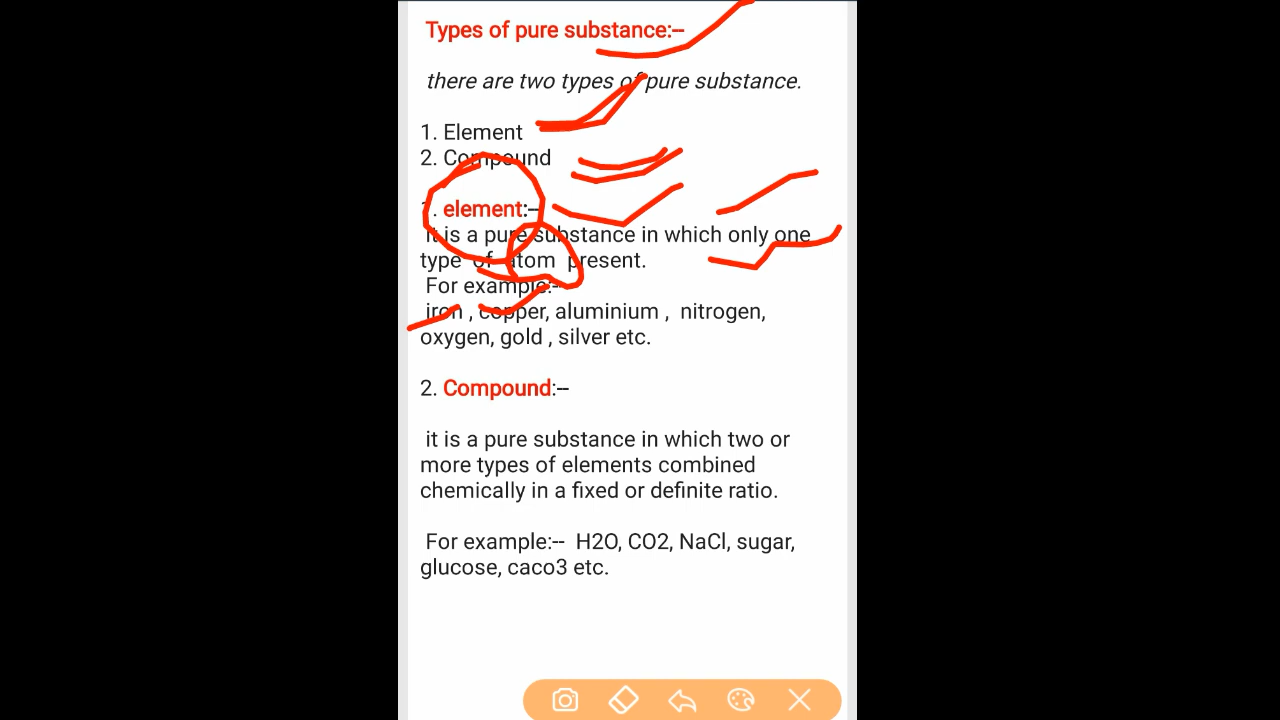 Types of pure substance:--
there are two types of pure substance.
1. Element
2. Compound
1. element:--
it is a pure substance in which only one
type of atom present.
For example:--
iron , copper, aluminium , nitrogen,
oxygen, gold , silver etc.
2. Compound:--
it is a pure substance in which two or
more types of elements combined
chemically in a fixed or definite ratio.
For example:-- H2O, CO2, NaCl, sugar,
glucose, caco3 etc.